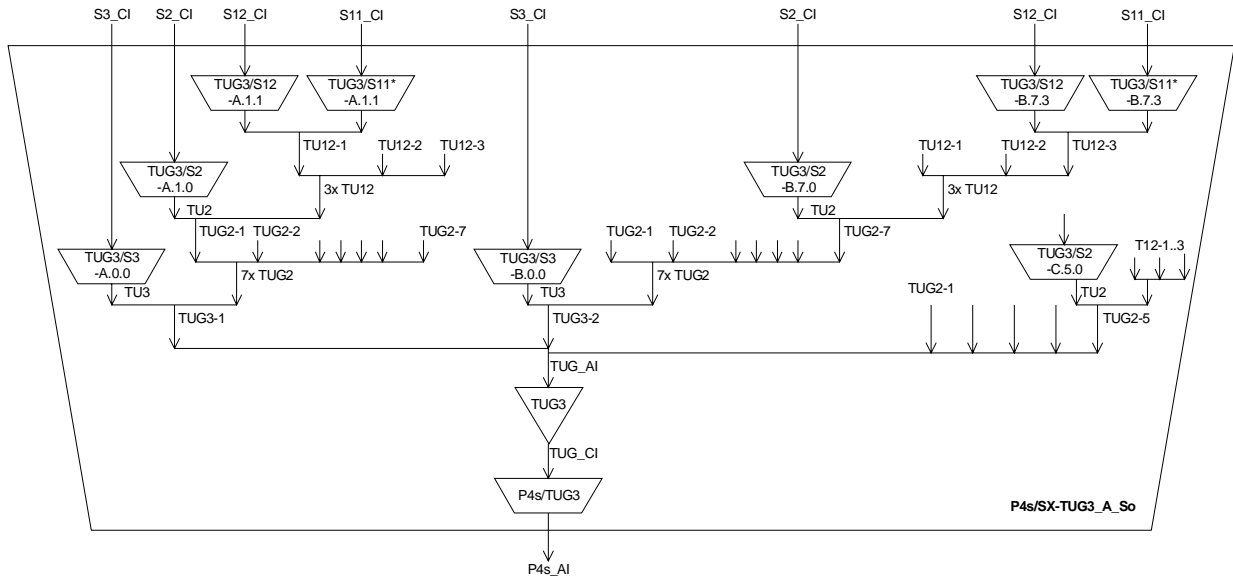 S3_CI S2_CI S12_CI S11_CI S3_CI S2_CI S12_CI S11_CI
TUG3/S12
-A.1.1
TUG3/S11*
-A.1.1
TUG3/S12
-B.7.3
TUG3/S11*
-B.7.3
TU12-1 TU12-2 TU12-3 TU12-1 TU12-2 TU12-3
TUG3/S2
-A.1.0
3x TU12
TUG3/S2
-B.7.0
3x TU12
TU2 TU2
TUG2-1 TUG2-2 TUG2-7 TUG2-1 TUG2-2 TUG2-7
TUG3/S3
-A.0.0
7x TUG2
TUG3/S3
-B.0.0
7x TUG2
TUG3/S2
-C.5.0
T12-1..3
TU3 TU3 TUG2-1 TU2
TUG3-1 TUG3-2 TUG2-5
TUG_AI
TUG3
TUG_CI
P4s/TUG3
P4s/SX-TUG3_A_So
P4s_AI